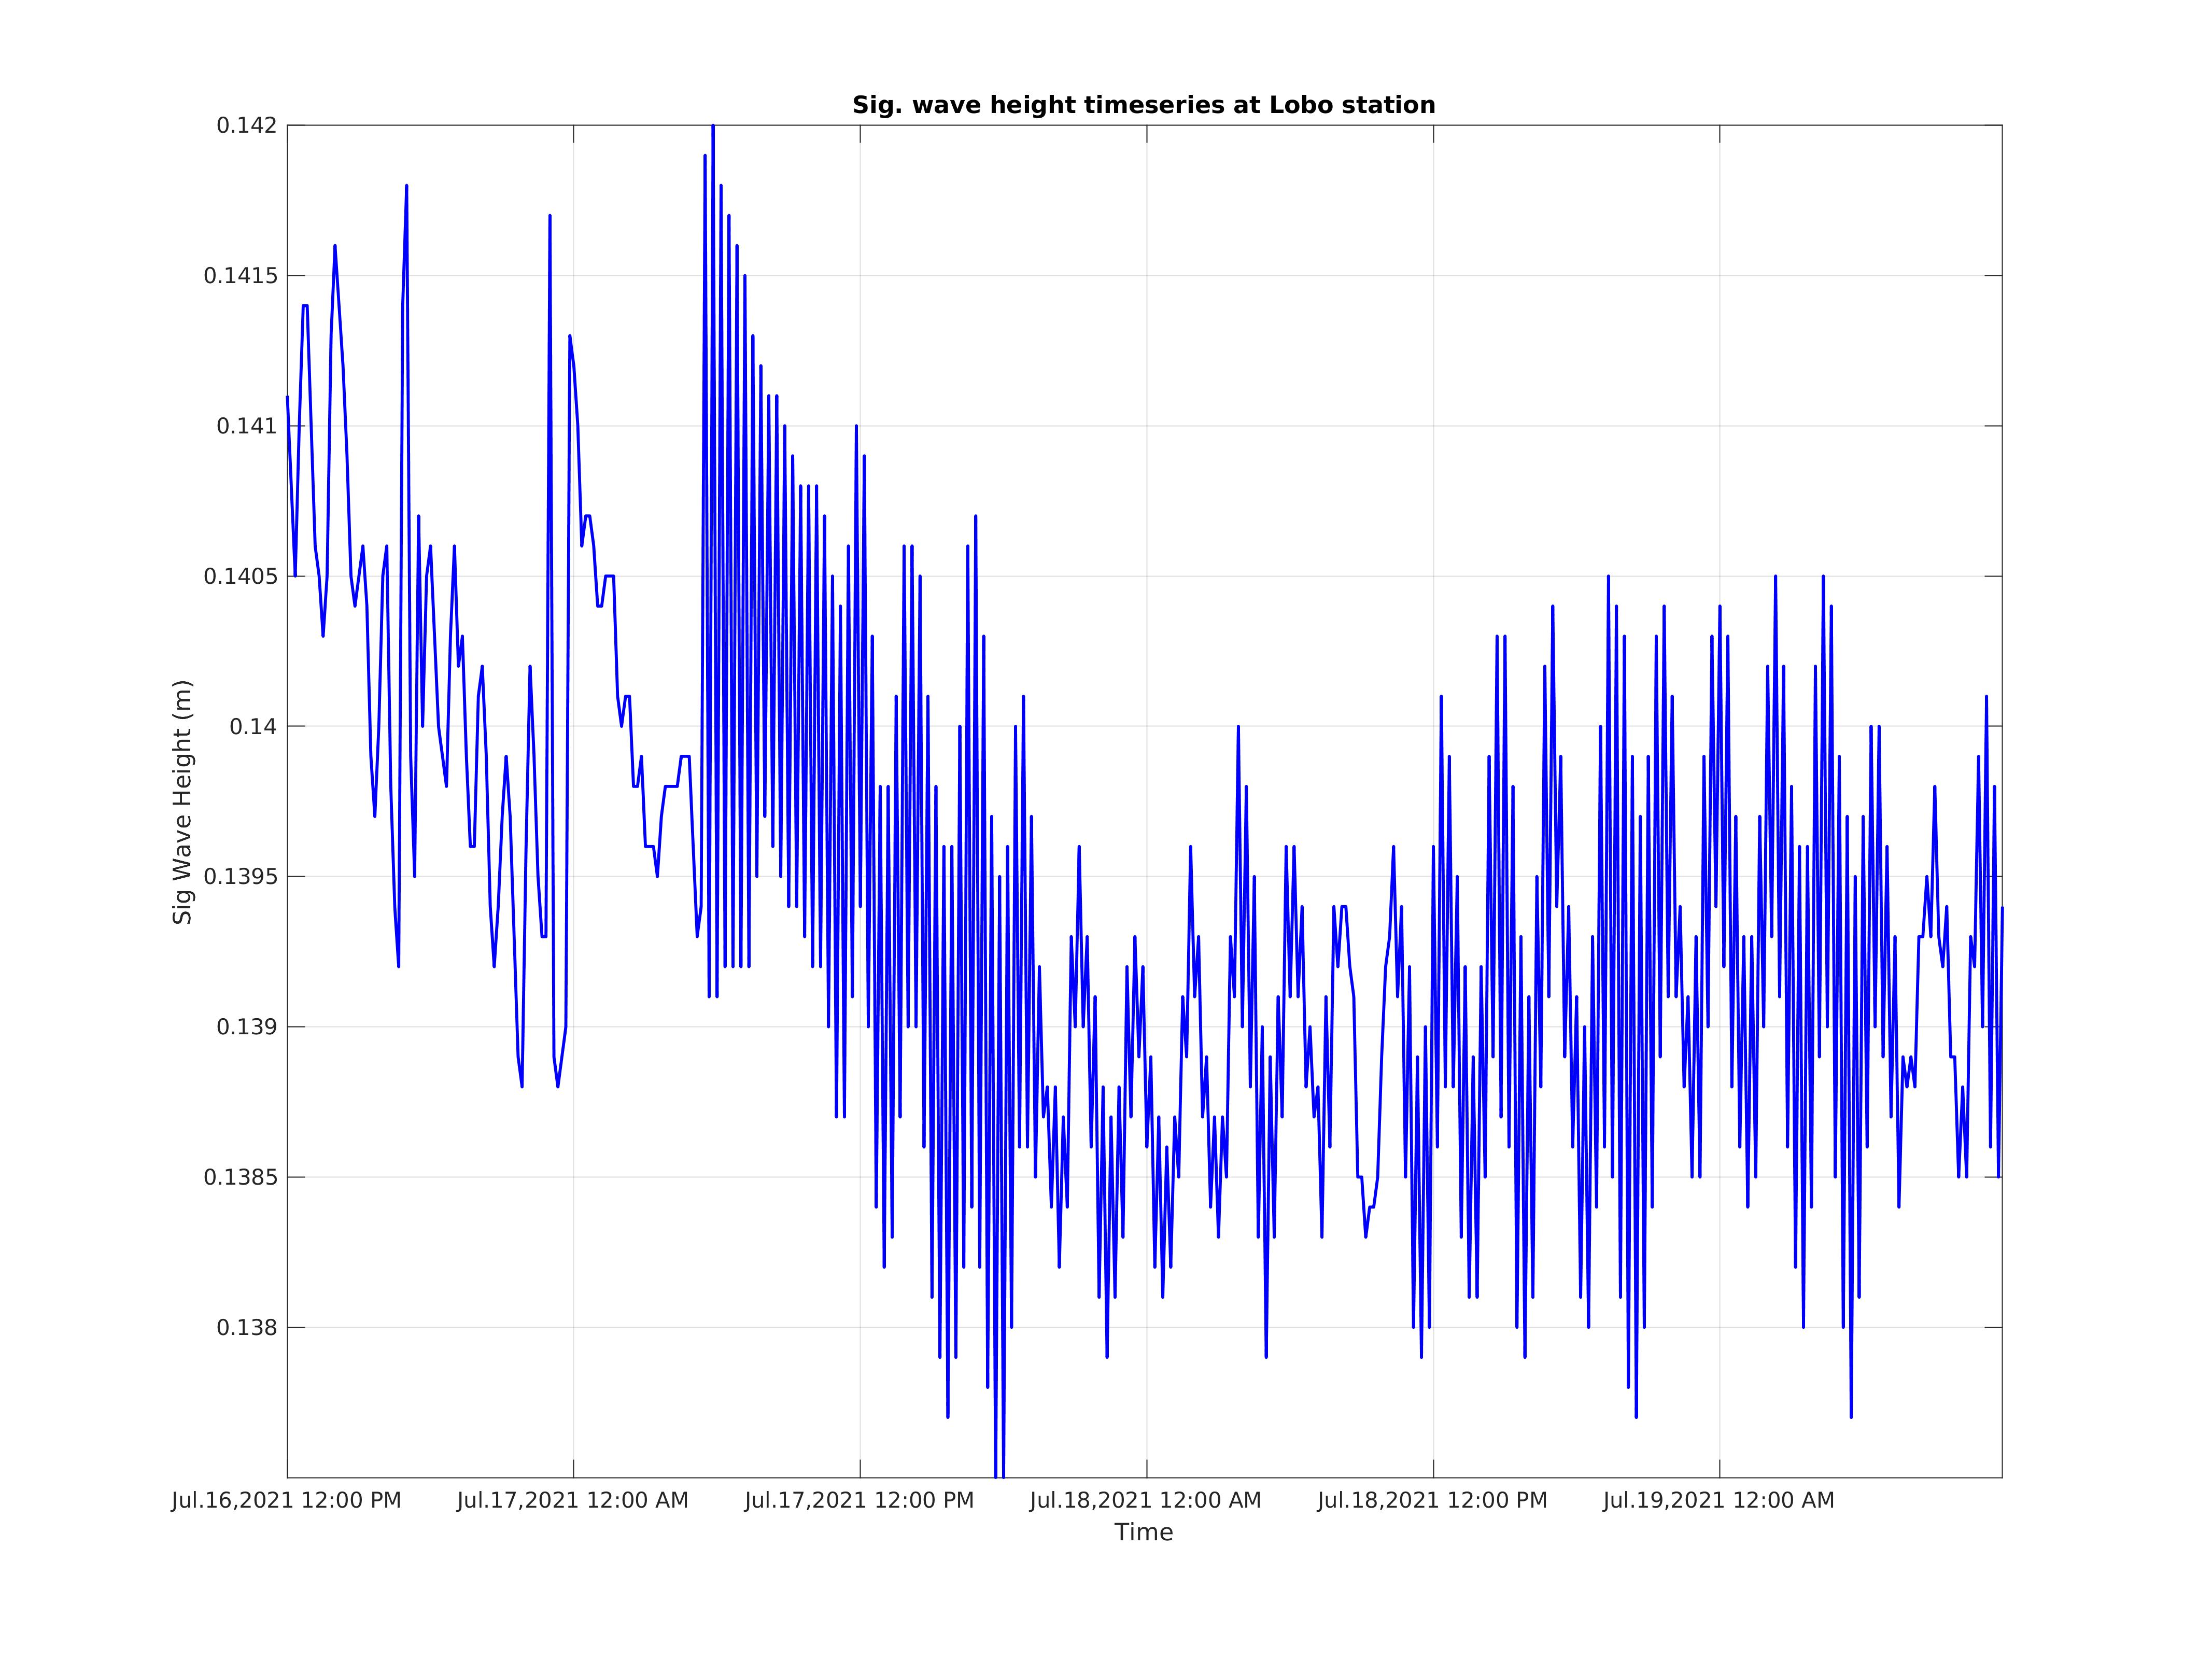 Sig. wave height timeseries at Lobo station
0.142
0.1415
0.141
0.1405
0.14
0.1395
0.139
0.1385
0.138
Sig Wave Height (m)
Jul.16,2021 12:00 PM Jul.17,2021 12:00 AM Jul.17,2021 12:00 PM Jul.18,2021 12:00 AM Jul.18,2021 12:00 PM Jul.19,2021 12:00 AM
Time